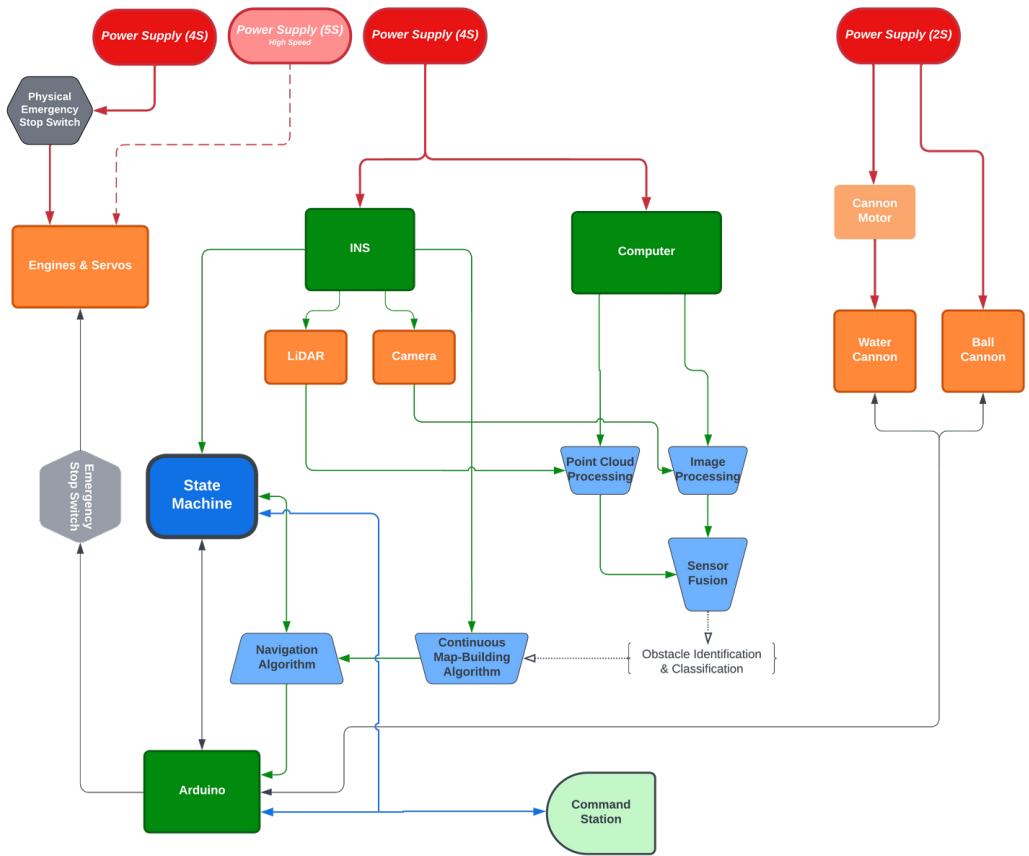 Power Supply (4S)
Power Supply (5S)
High Speed
Power Supply (4S)
Power Supply (2S)
Physical
Emergency
Stop Switch
Cannon
Motor
INS
Computer
Engines & Servos
LiDAR
Camera
Water
Cannon
Ball
Cannon
Point Cloud
Processing
Image
Processing
Emergency
Stop Switch
State
Machine
Sensor
Fusion
Navigation
Algorithm
Continuous
Map-Building
Algorithm
Obstacle Identification
& Classification
Arduino
Command
Station